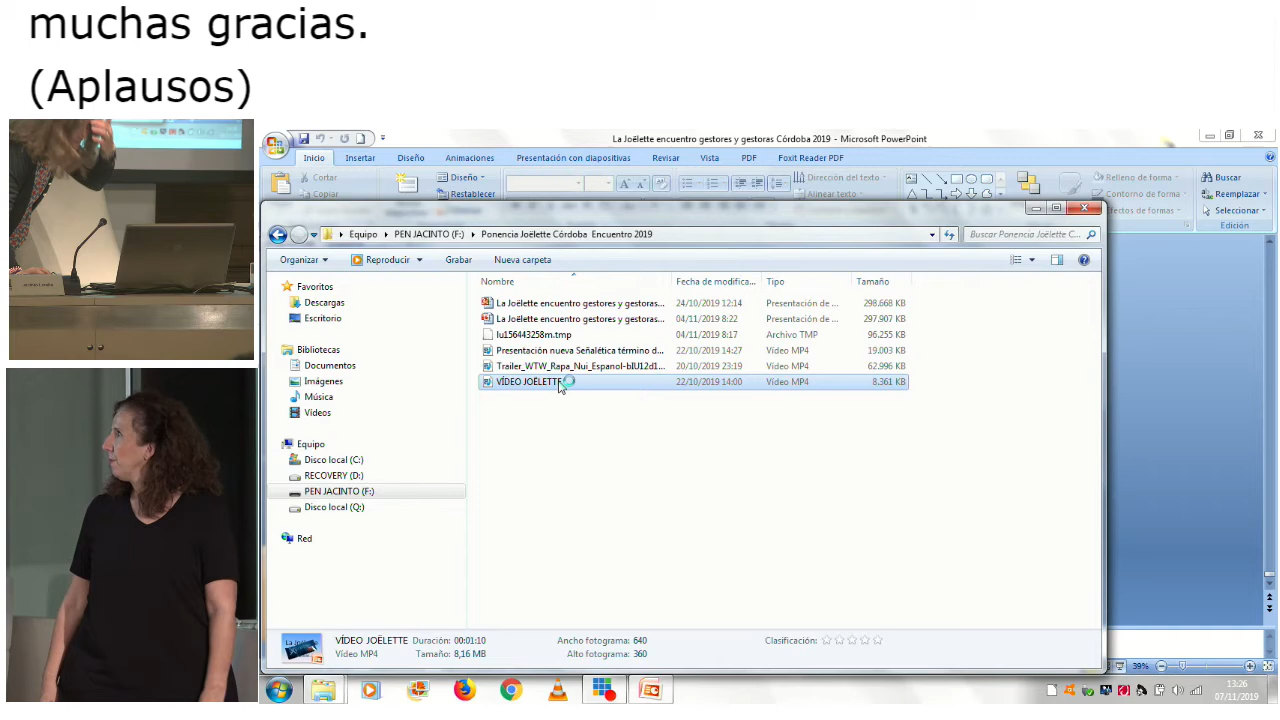 muchas gracias.
(Aplausos)
La Joëlette encuentro gestores y gestoras Córdoba 2019 - Microsoft PowerPoint
Inicio Insertar Diseño Animaciones Presentación con diapositivas Revisar Vista PDF Foxit Reader PDF
Cortar Diseño Dirección del texto Relleno de forma Buscar
Copiar Restablecer Alinear texto Contorno de forma Reemplazar
Efectos de formas Seleccionar
Edición
Equipo PEN JACINTO (F:) Ponencia Joëlette Córdoba Encuentro 2019 Buscar Ponencia Joëlette C...
Organizar Reproducir Grabar Nueva carpeta
Nombre Fecha de modifica... Tipo Tamaño
Favoritos
Descargas
Escritorio
Bibliotecas
Documentos
Imágenes
Música
Vídeos
Equipo
Disco local (C:)
RECOVERY (D:)
PEN JACINTO (F:)
Disco local (Q:)
Red
La Joëlette encuentro gestores y gestoras... 24/10/2019 12:14 Presentación de ... 298.668 KB
La Joëlette encuentro gestores y gestoras... 04/11/2019 8:22 Presentación de ... 297.907 KB
lu156443258m.tmp 04/11/2019 8:17 Archivo TMP 96.255 KB
Presentación nueva Señalética término d... 22/10/2019 14:27 Vídeo MP4 19.003 KB
Trailer_WTW_Rapa_Nui_Espanol-bIU12d1... 20/10/2019 23:19 Vídeo MP4 62.996 KB
VÍDEO JOËLETTE 22/10/2019 14:00 Vídeo MP4 8.361 KB
VÍDEO JOËLETTE Duración: 00:01:10 Ancho fotograma: 640 Clasificación:
Vídeo MP4 Tamaño: 8,16 MB Alto fotograma: 360
39%
13:26
07/11/2019